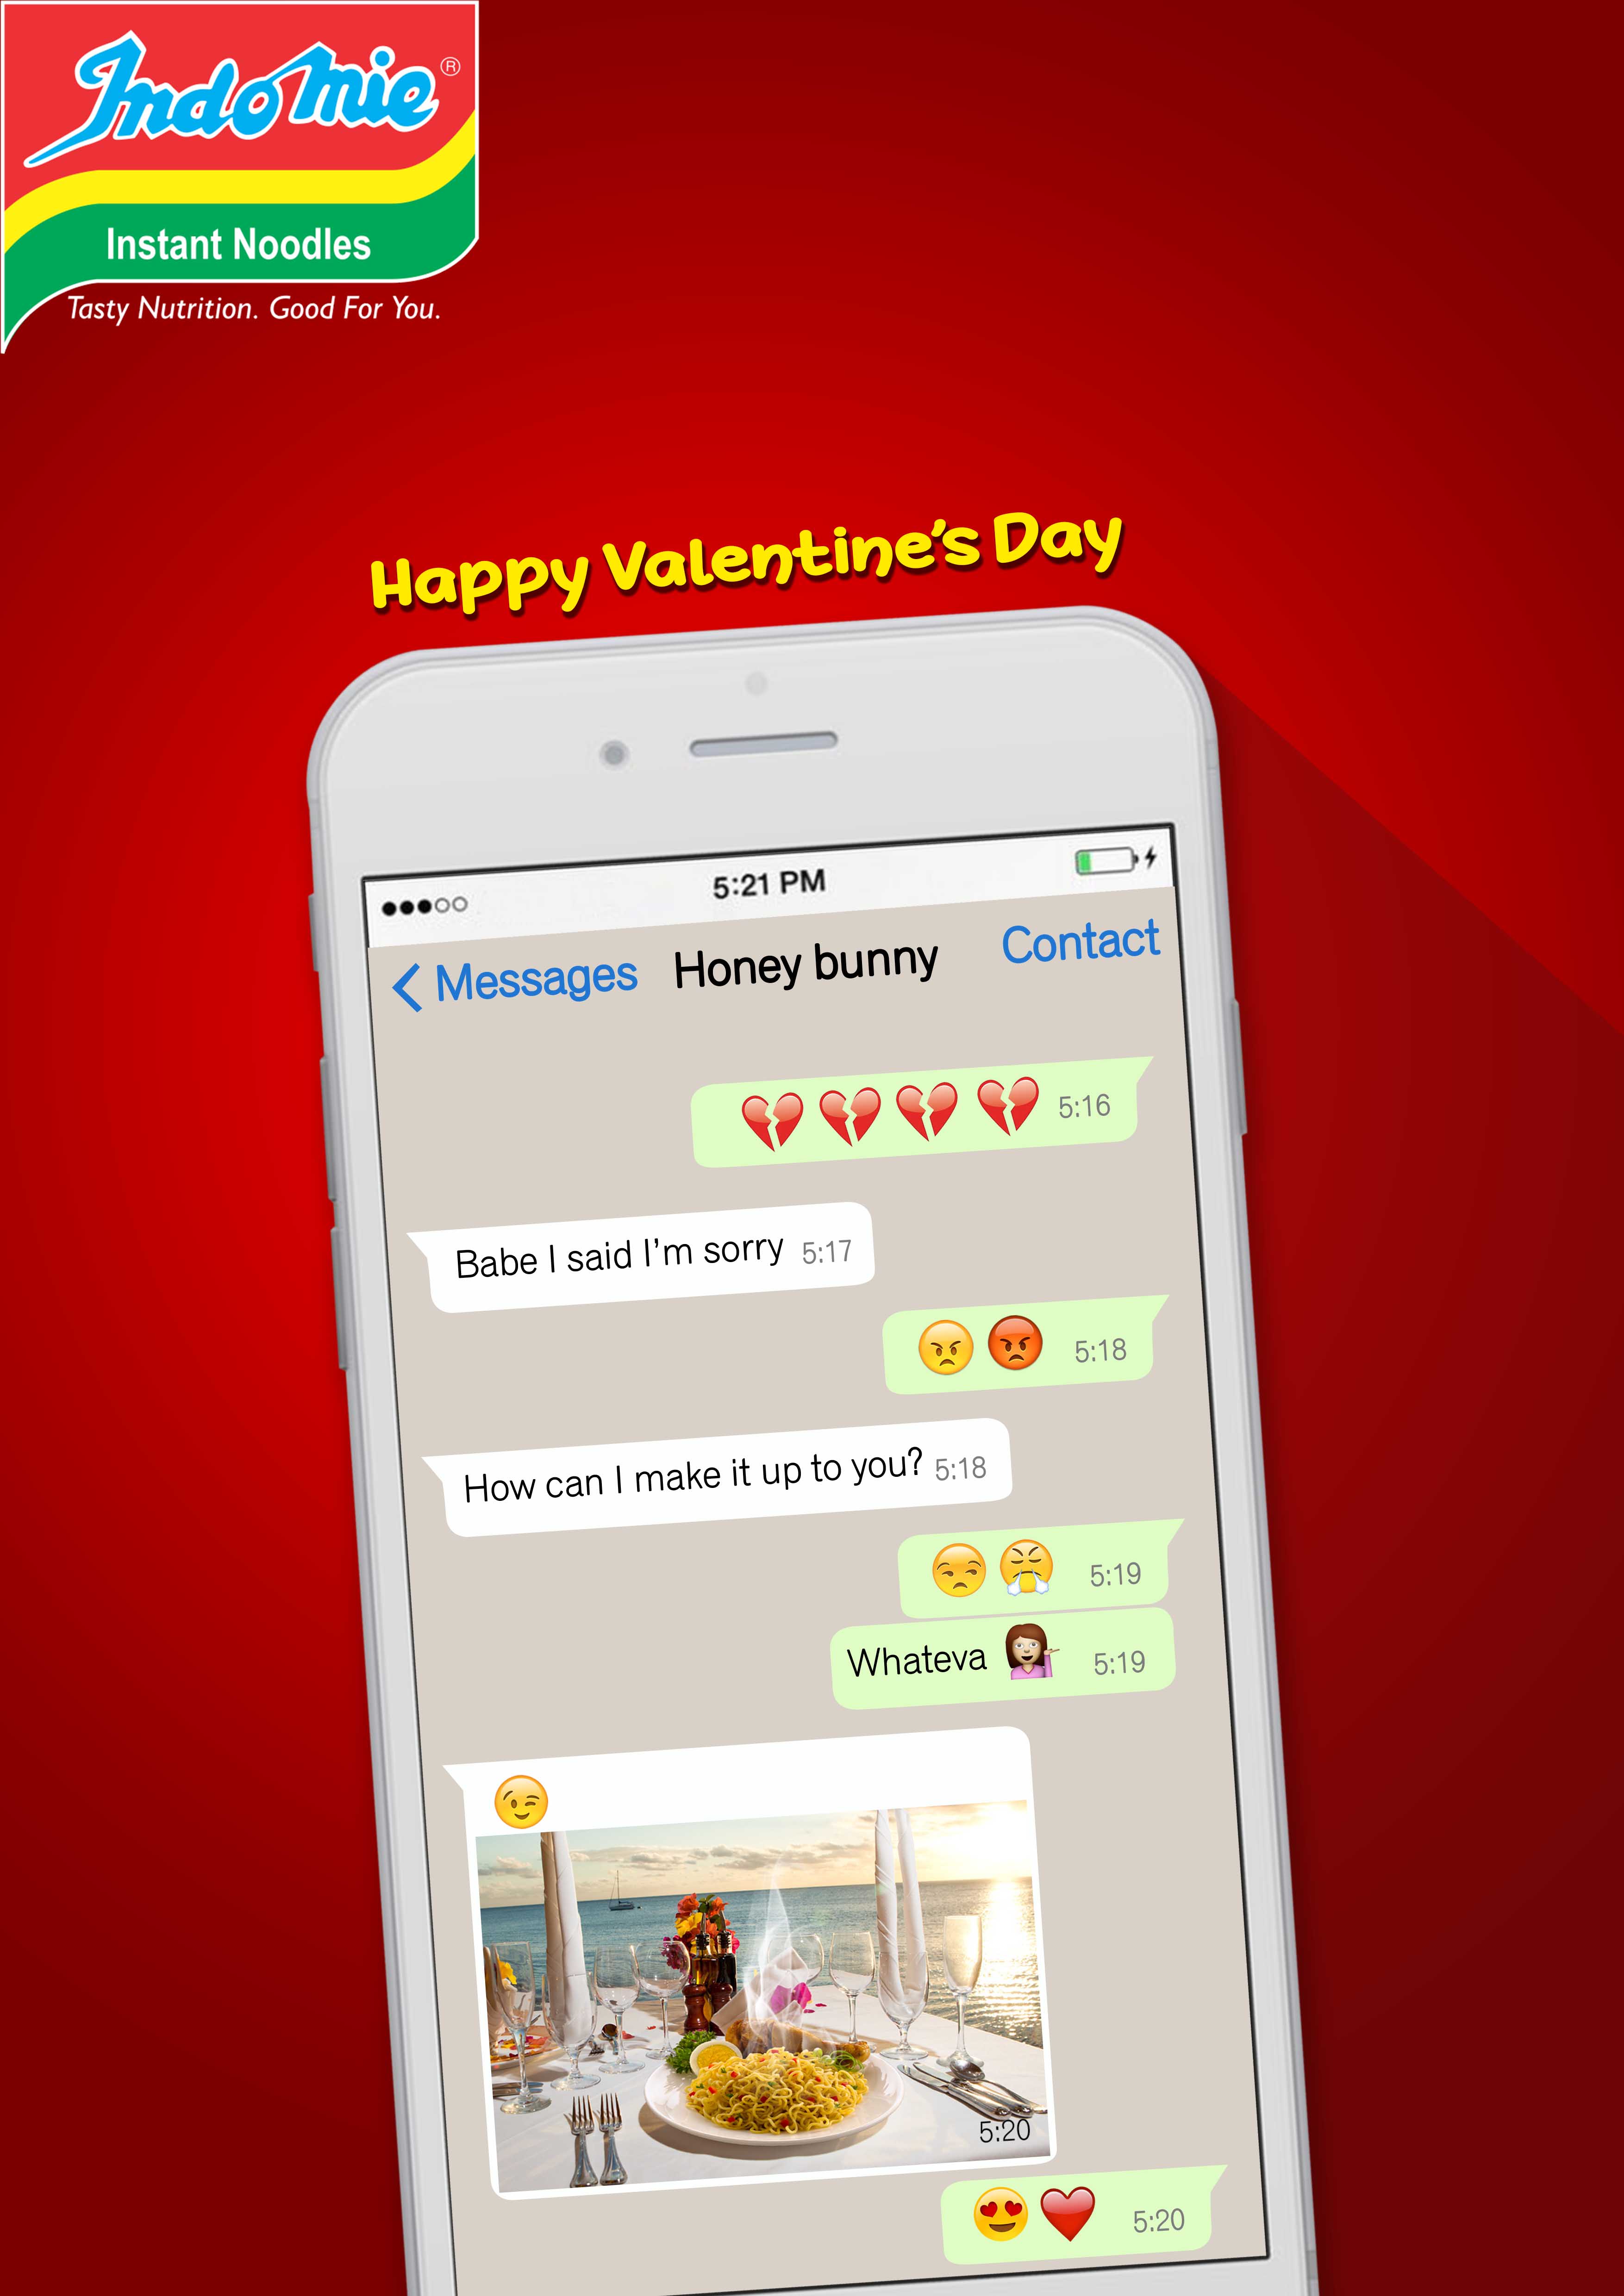 IndoMie®
Instant Noodles
Tasty Nutrition. Good For You.
Happy Valentine's Day
5:21 PM
Messages Honey bunny Contact
💔 💔 💔 💔 5:16
Babe I said I'm sorry 5:17
😠 😡 5:18
How can I make it up to you? 5:18
😒 😤 5:19
Whateva 💁 5:19
😉
5:20
😍 ❤️ 5:20